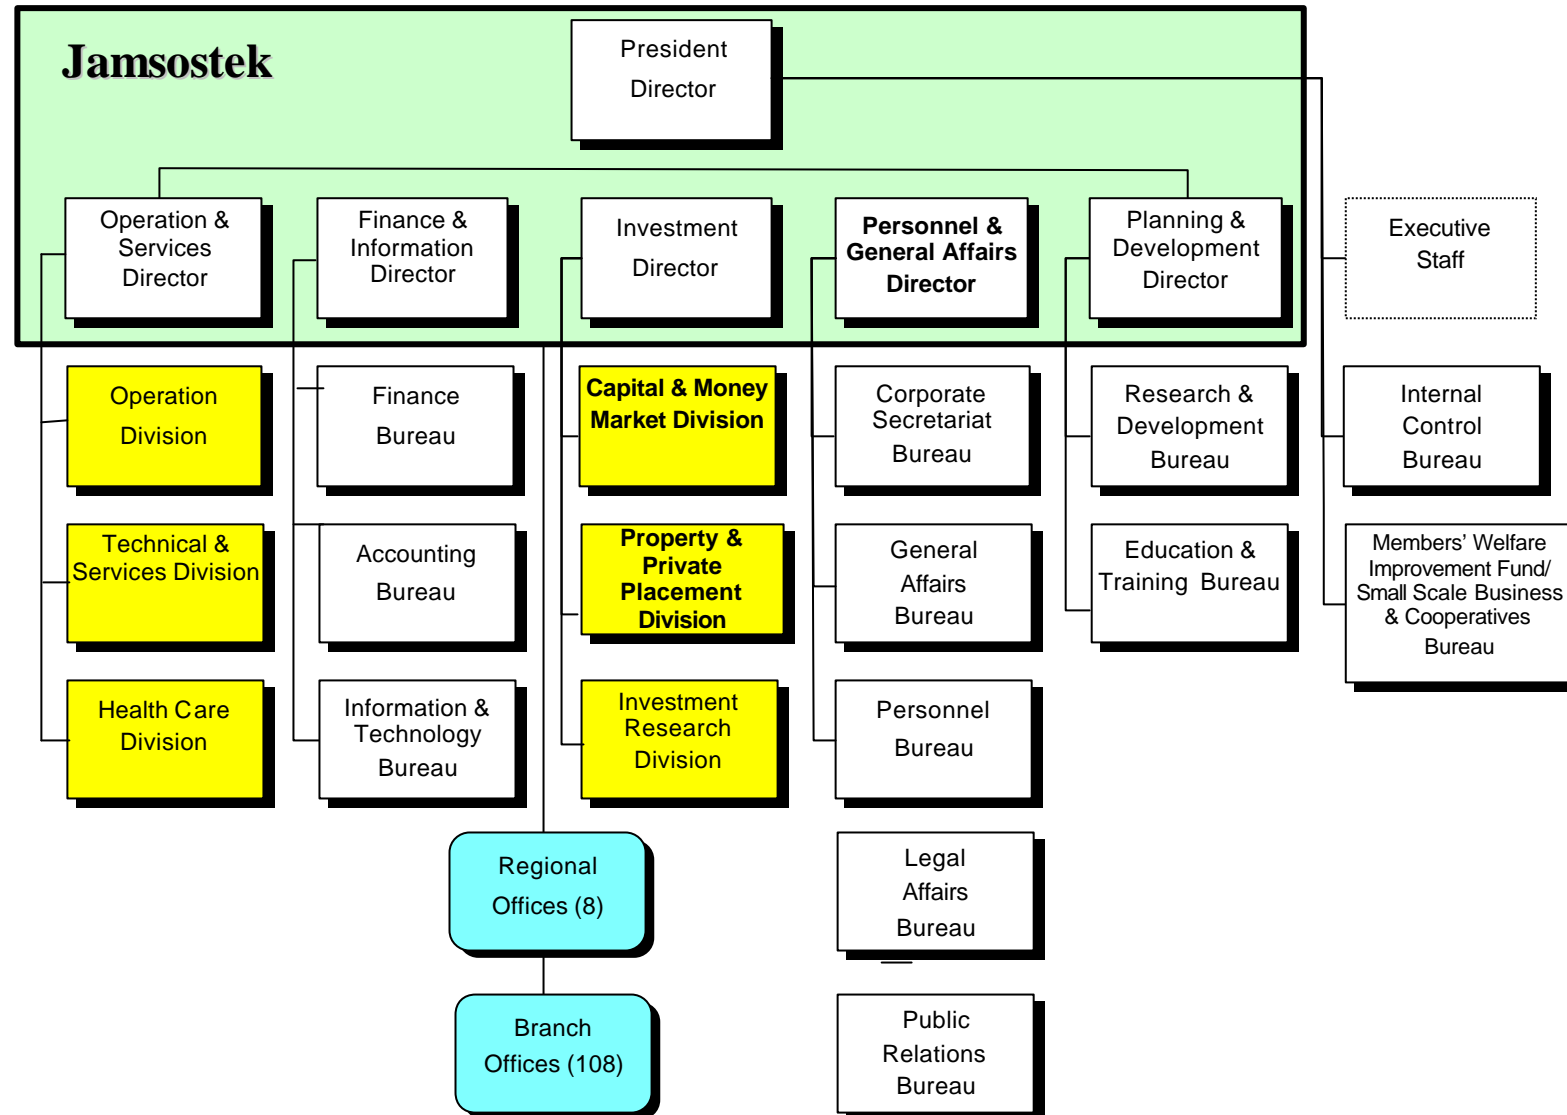 Jamsostek
President
Director
Operation &
Services
Director
Finance &
Information
Director
Investment
Director
Personnel &
General Affairs
Director
Planning &
Development
Director
Executive
Staff
Operation
Division
Finance
Bureau
Capital & Money
Market Division
Corporate
Secretariat
Bureau
Research &
Development
Bureau
Internal
Control
Bureau
Technical &
Services Division
Accounting
Bureau
Property &
Private
Placement
Division
General
Affairs
Bureau
Education &
Training Bureau
Members’ Welfare
Improvement Fund/
Small Scale Business
& Cooperatives
Bureau
Health Care
Division
Information &
Technology
Bureau
Investment
Research
Division
Personnel
Bureau
Regional
Offices (8)
Legal
Affairs
Bureau
Branch
Offices (108)
Public
Relations
Bureau